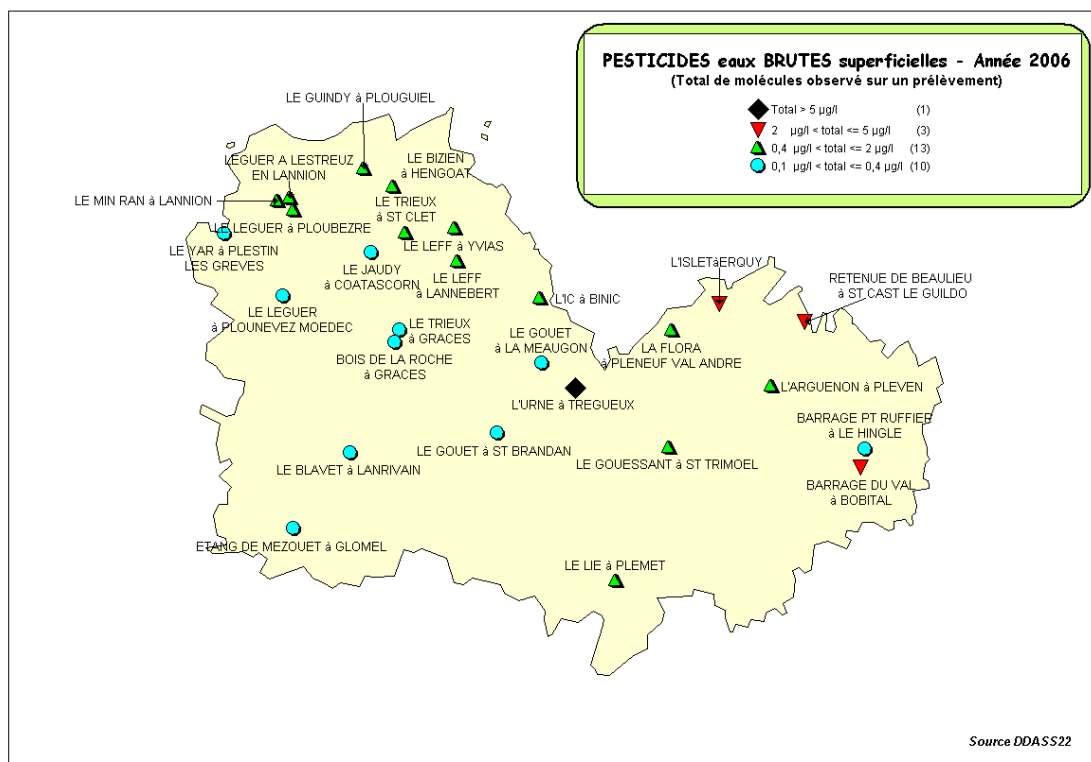 PESTICIDES eaux BRUTES superficielles - Année 2006
(Total de molécules observé sur un prélèvement)
Total > 5 µg/l (1)
2 µg/l < total <= 5 µg/l (3)
0,4 µg/l < total <= 2 µg/l (13)
0,1 µg/l < total <= 0,4 µg/l (10)
LE GUINDY à PLOUGUIEL
LEGUER A LESTREUZ
EN LANNION
LE BIZIEN
à HENGOAT
LE MIN RAN à LANNION
LE TRIEUX
à ST CLET
LE LEGUER à PLOUBEZRE
LE YAR à PLESTIN
LES GREVES
LE LEFF à YVIAS
LE JAUDY
à COATASCORN
LE LEFF
à LANNEBERT
L'ISLETàERQUY
RETENUE DE BEAULIEU
à ST CAST LE GUILDO
L'IC à BINIC
LE LEGUER
à PLOUNEVEZ MOEDEC
LE TRIEUX
à GRACES
LE GOUET
à LA MEAUGON
LA FLORA
à PLENEUF VAL ANDRE
BOIS DE LA ROCHE
à GRACES
L'ARGUENON à PLEVEN
L'URNE à TREGUEUX
BARRAGE PT RUFFIER
à LE HINGLE
LE GOUET à ST BRANDAN
LE BLAVET à LANRIVAIN
LE GOUESSANT à ST TRIMOEL
BARRAGE DU VAL
à BOBITAL
ETANG DE MEZOUET à GLOMEL
LE LIE à PLEMET
Source DDASS22